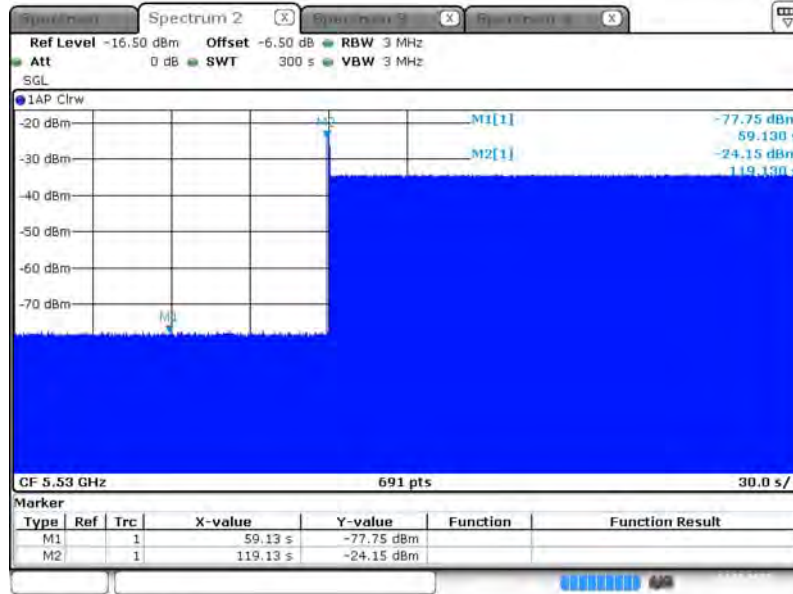 Spectrum 2 X X X
Ref Level -16.50 dBm Offset -6.50 dB RBW 3 MHz
Att 0 dB SWT 300 s VBW 3 MHz
SGL
1AP Clrw
M1[1] -77.75 dBm
59.130 s
M2[1] -24.15 dBm
119.130 s
M2
-20 dBm
-30 dBm
-40 dBm
-50 dBm
-60 dBm
-70 dBm
M1
CF 5.53 GHz 691 pts 30.0 s/
Marker
Type Ref Trc X-value Y-value Function Function Result
M1 1 59.13 s -77.75 dBm
M2 1 119.13 s -24.15 dBm